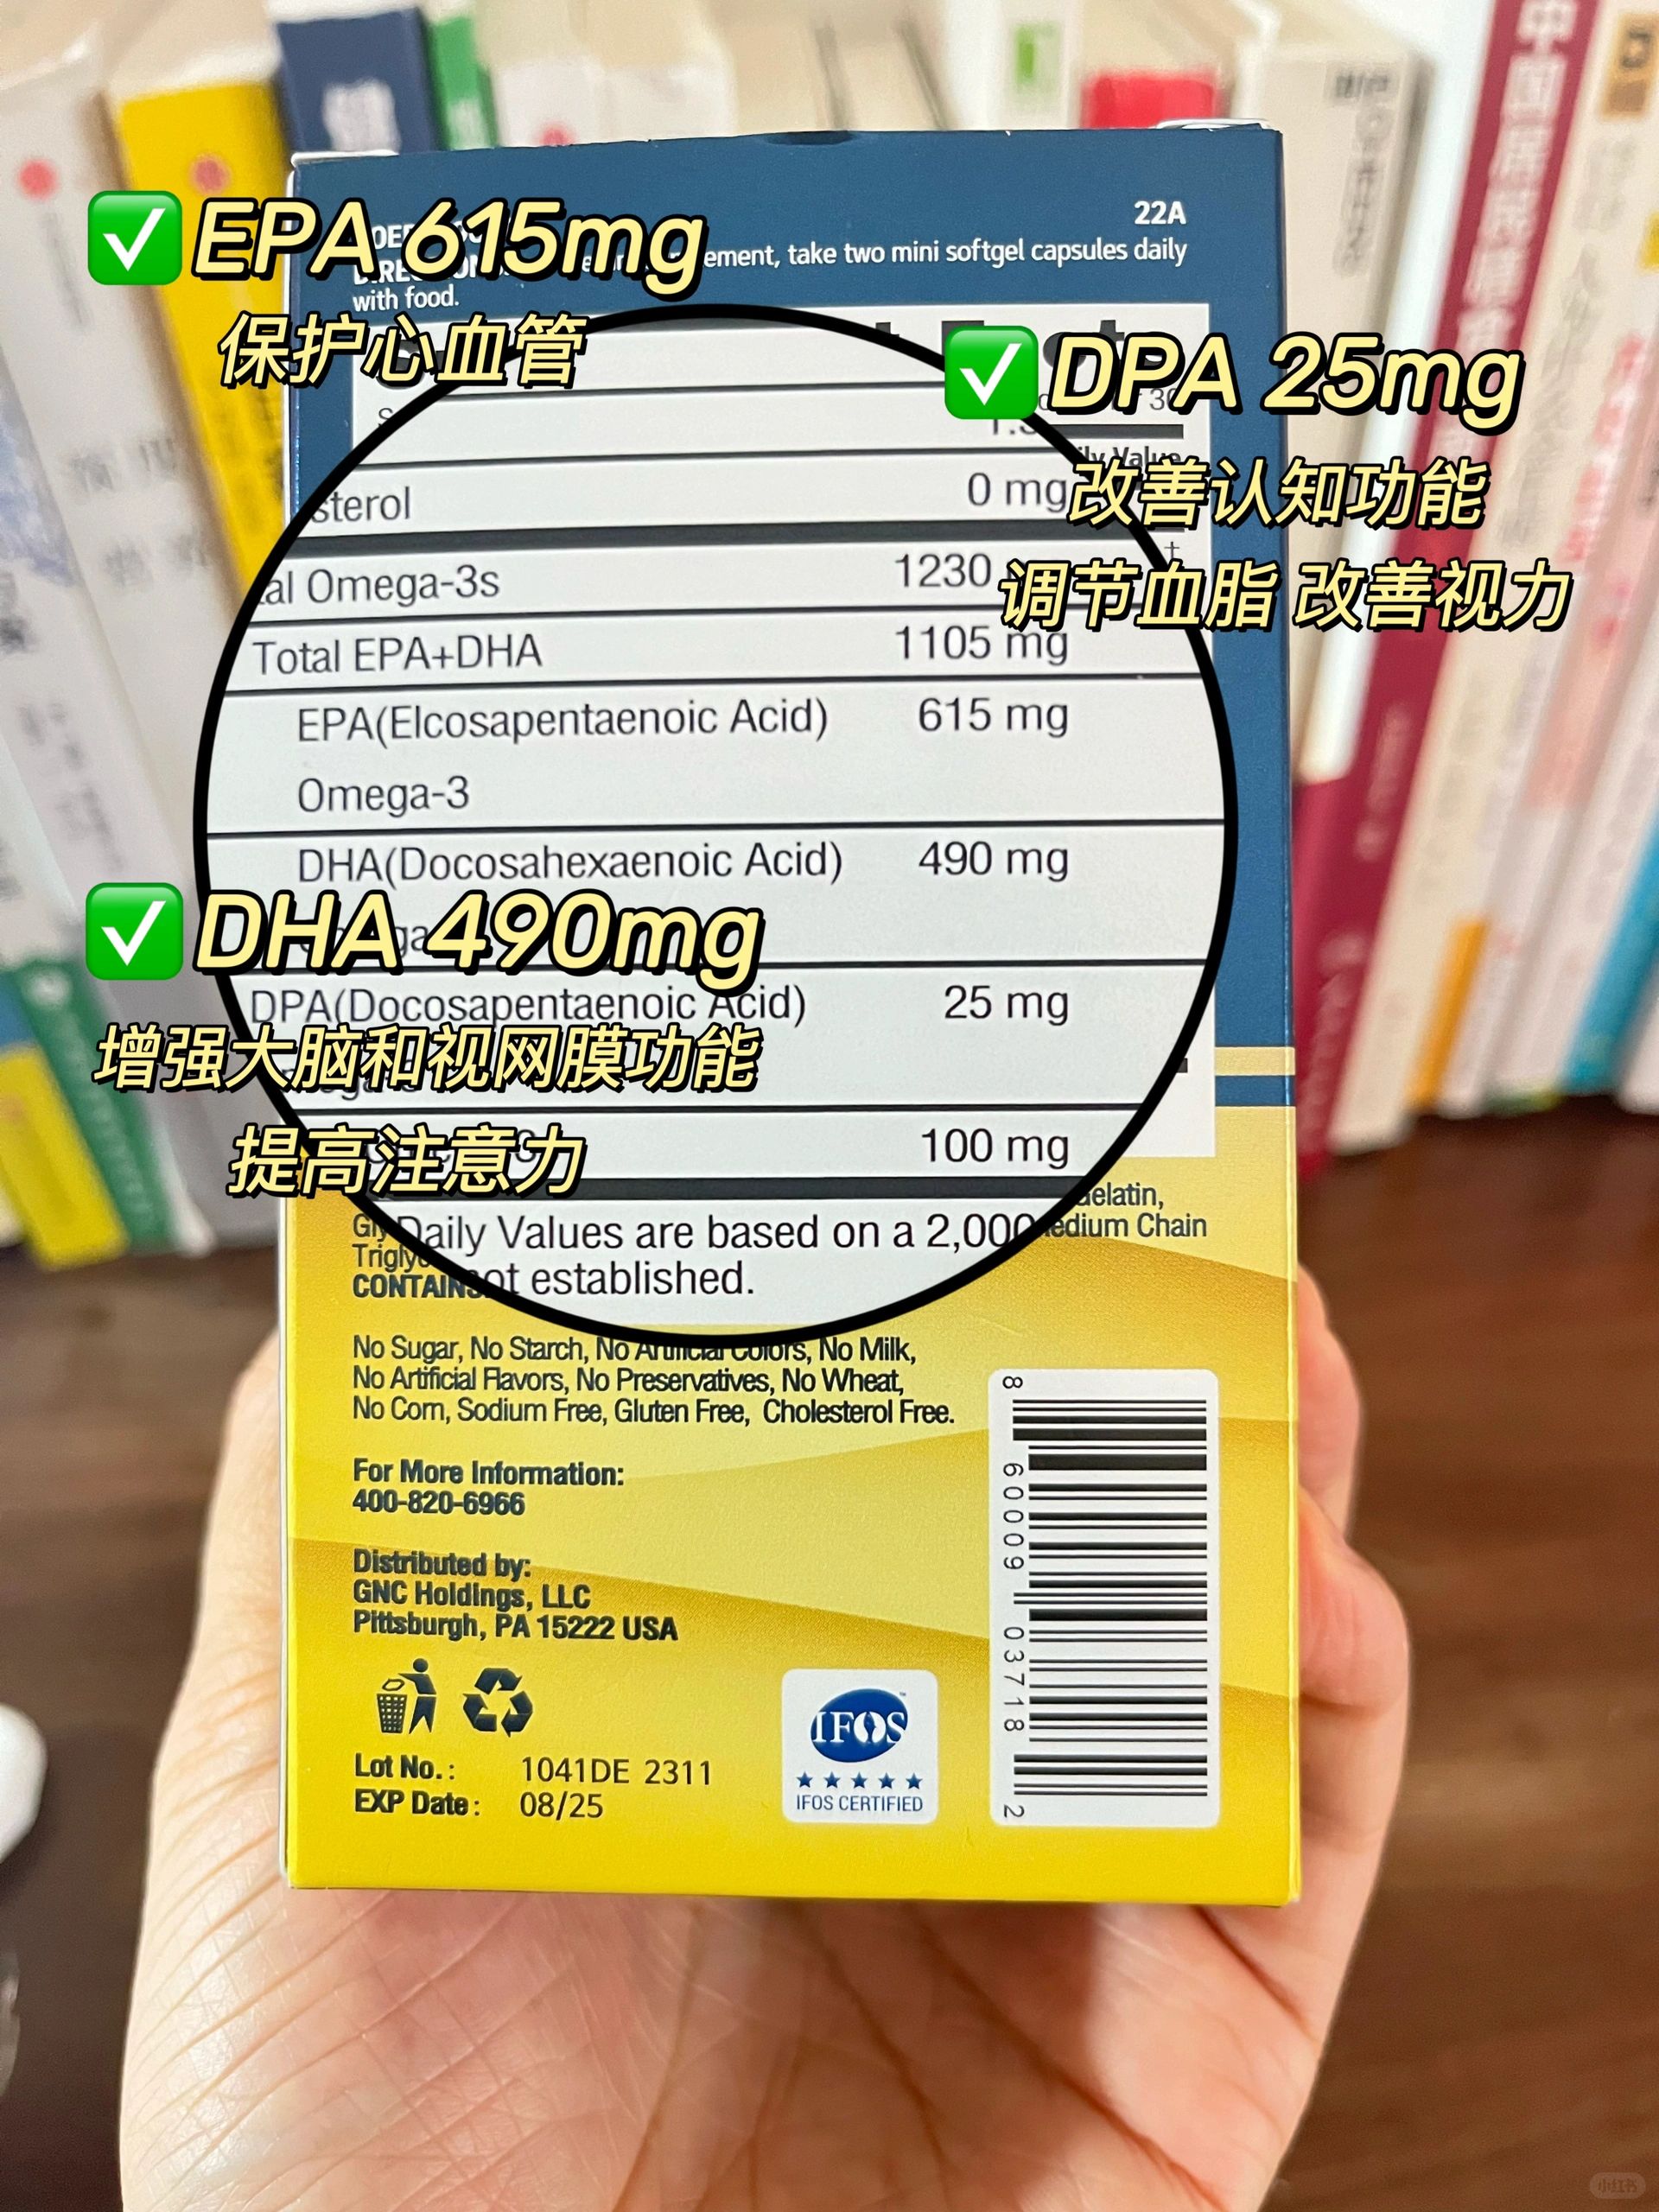 22A
✅EPA 615mg
ement, take two mini softgel capsules daily
with food.
保护心血管
✅DPA 25mg
sterol 0 mg
改善认知功能
al Omega-3s 1230
调节血脂 改善视力
Total EPA+DHA 1105 mg
EPA(Elcosapentaenoic Acid) 615 mg
Omega-3
DHA(Docosahexaenoic Acid) 490 mg
✅DHA 490mg
DPA(Docosapentaenoic Acid) 25 mg
增强大脑和视网膜功能
提高注意力
100 mg
elatin,
Daily Values are based on a 2,000
edium Chain
ot established.
CONTAINS
No Sugar, No Starch, No Artificial Colors, No Milk,
No Artificial Flavors, No Preservatives, No Wheat,
No Corn, Sodium Free, Gluten Free, Cholesterol Free.
For More Information:
400-820-6966
Distributed by:
GNC Holdings, LLC
Pittsburgh, PA 15222 USA
IFOS
IFOS CERTIFIED
Lot No.: 1041DE 2311
EXP Date: 08/25
8 60009 03718 2
小红书